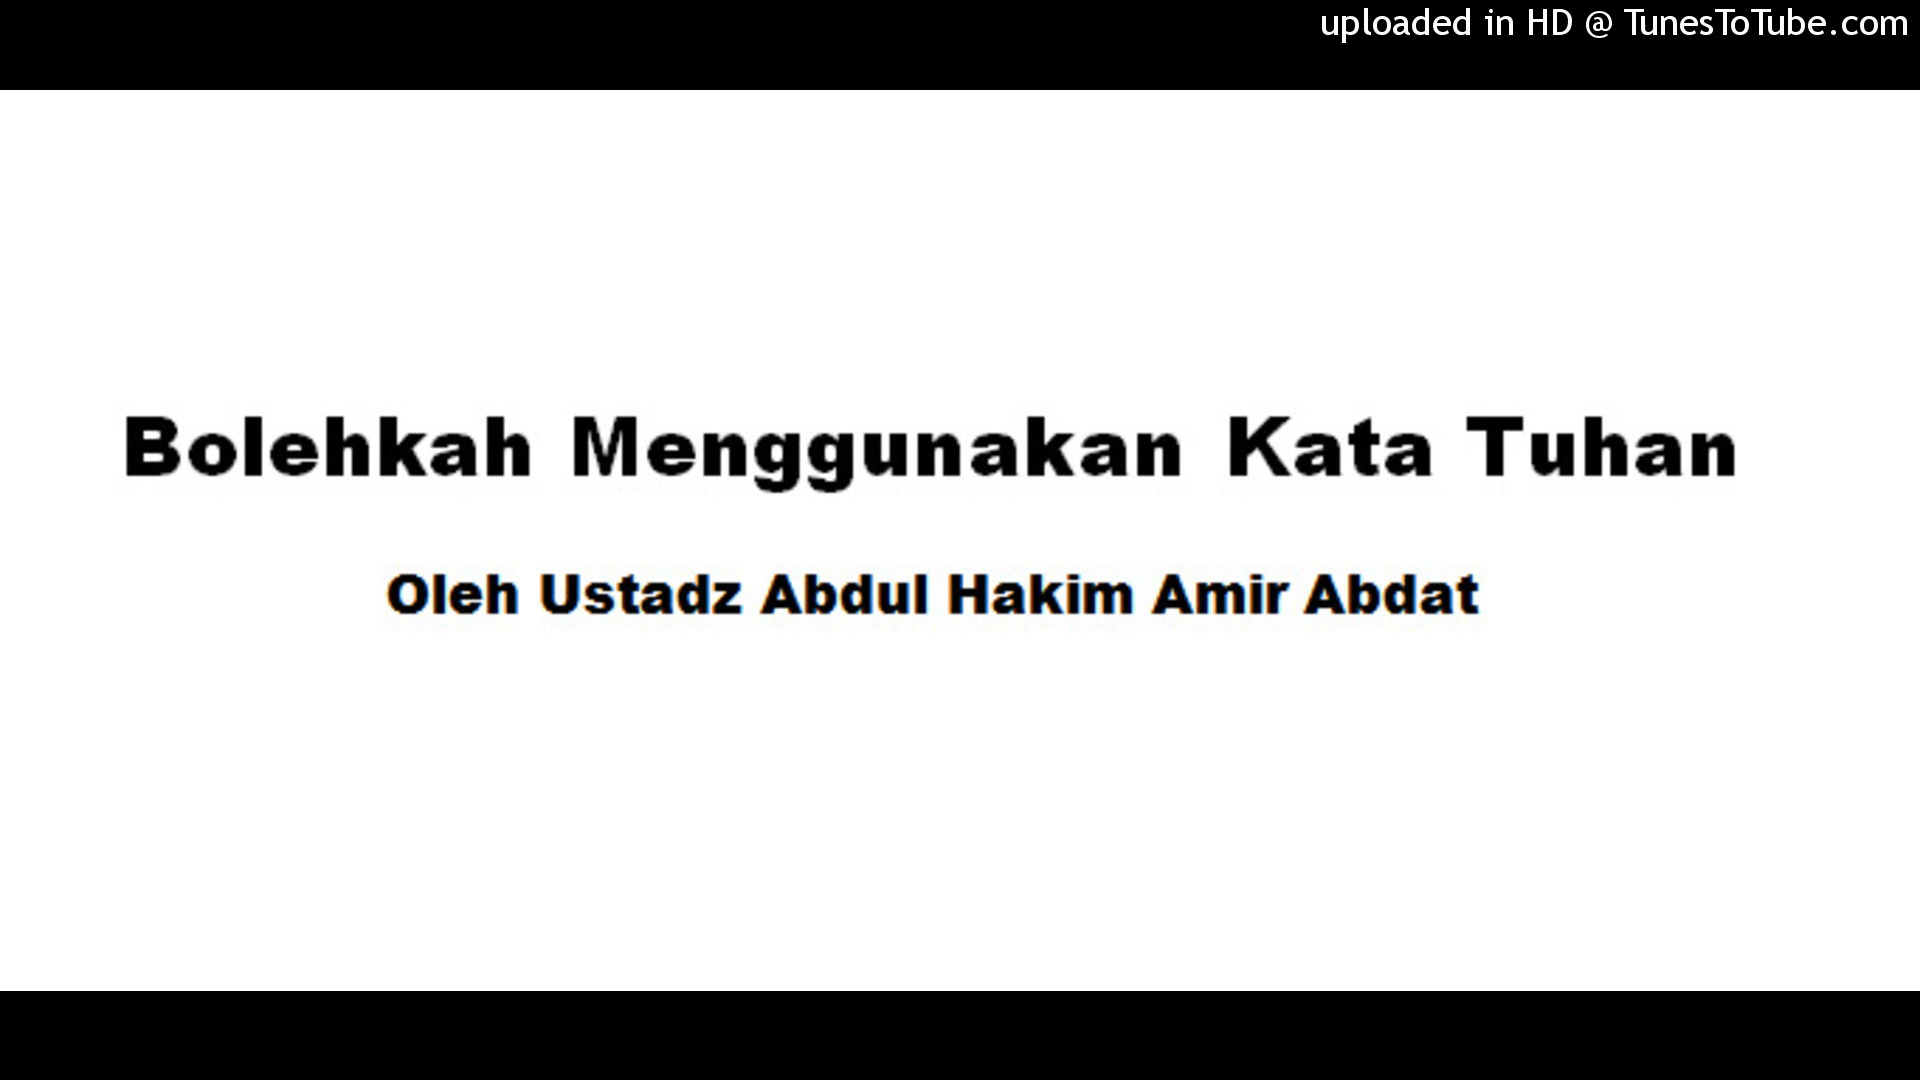 uploaded in HD @ TunesToTube.com
Bolehkah Menggunakan Kata Tuhan
Oleh Ustadz Abdul Hakim Amir Abdat